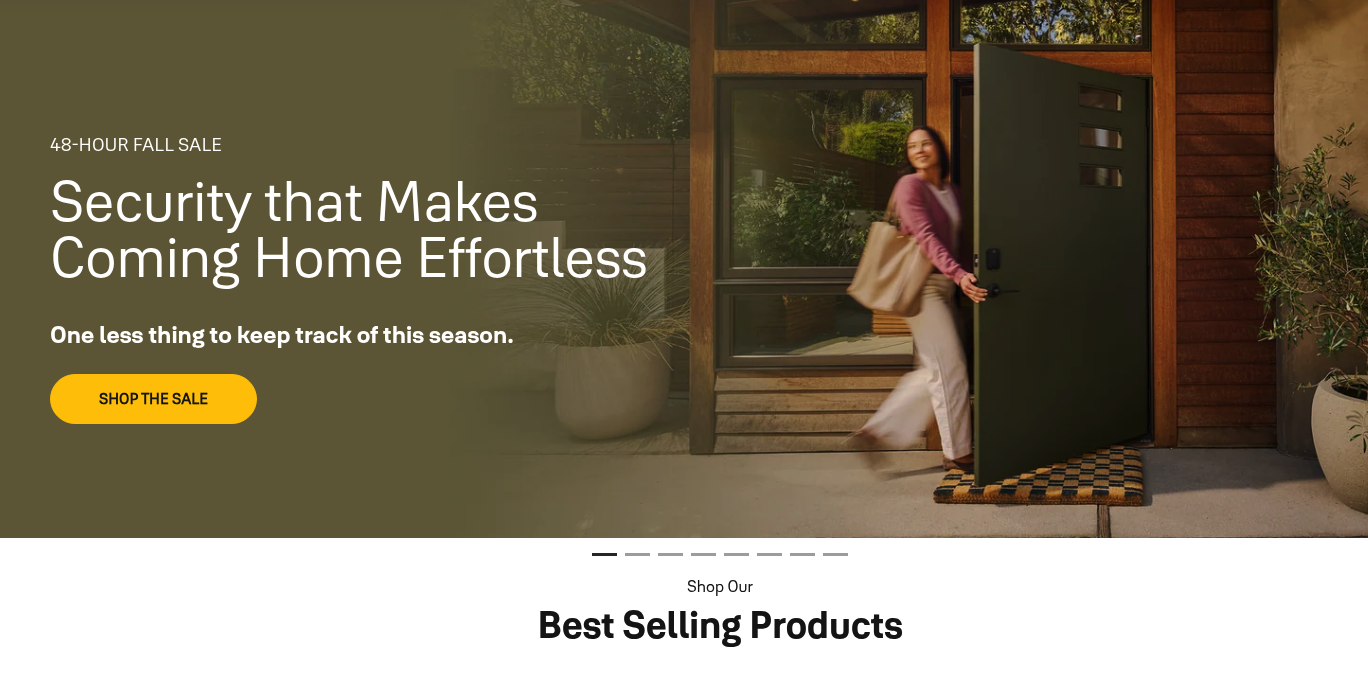 48-HOUR FALL SALE
Security that Makes
Coming Home Effortless
One less thing to keep track of this season.
SHOP THE SALE
Shop Our
Best Selling Products